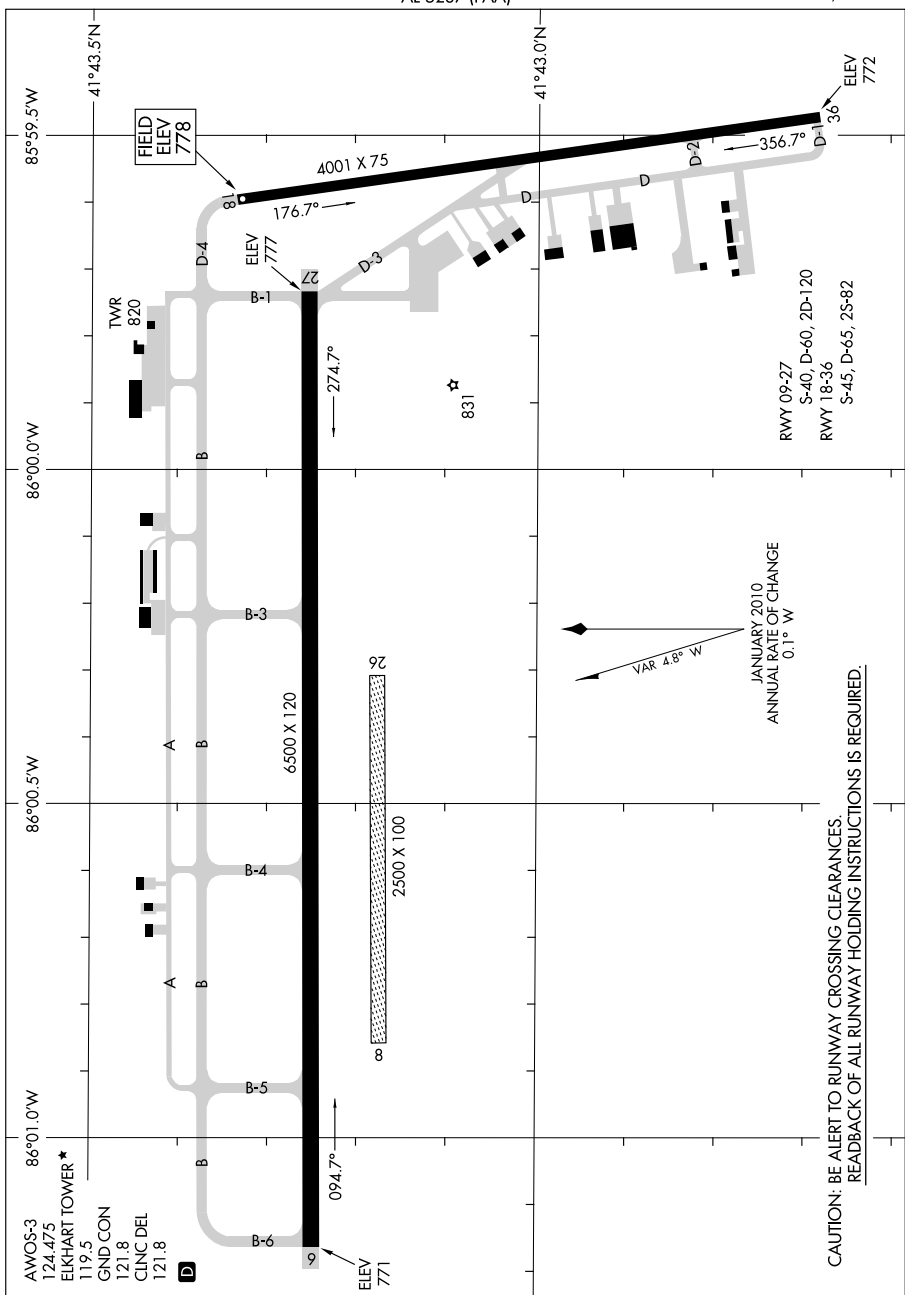 AL-5267 (FAA)
AWOS-3
124.475
ELKHART TOWER★
119.5
GND CON
121.8
CLNC DEL
121.8
D
86°01.0'W
86°00.5'W
86°00.0'W
85°59.5'W
41°43.5'N
41°43.0'N
FIELD
ELEV
778
TWR
820
D-4
18
4001 X 75
176.7°
ELEV
777
27
B-1
D-3
D
D
D-2
D-1
356.7°
36
ELEV
772
A
A
B
B
B
B
B-3
B-4
B-5
B-6
274.7°
6500 X 120
094.7°
9
ELEV
771
831
26
2500 X 100
8
RWY 09-27
S-40, D-60, 2D-120
RWY 18-36
S-45, D-65, 2S-82
VAR 4.8° W
JANUARY 2010
ANNUAL RATE OF CHANGE
0.1° W
CAUTION: BE ALERT TO RUNWAY CROSSING CLEARANCES.
READBACK OF ALL RUNWAY HOLDING INSTRUCTIONS IS REQUIRED.